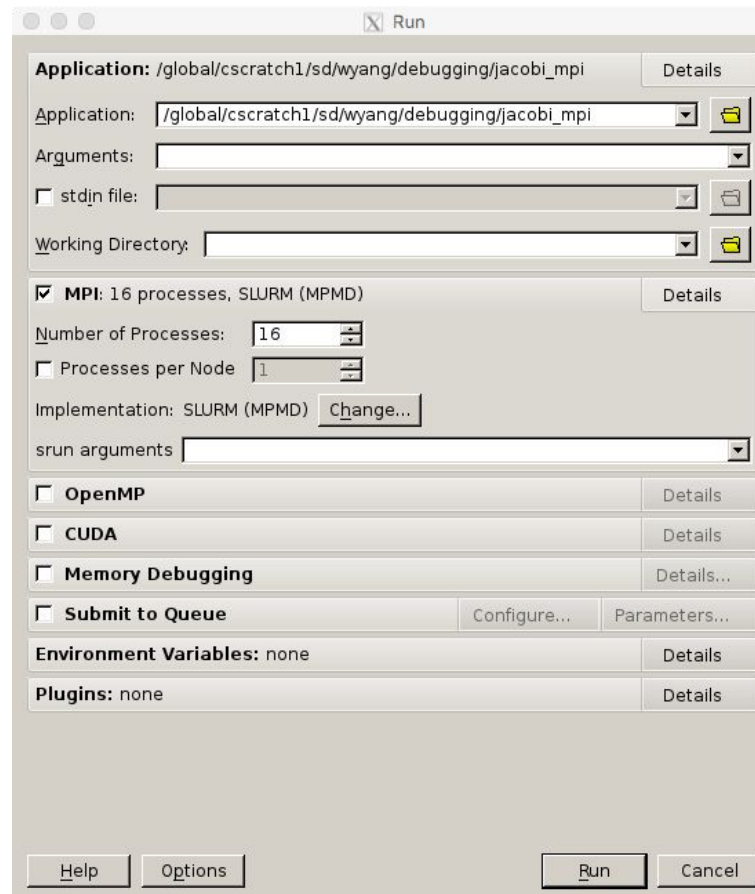 Run
Application: /global/cscratch1/sd/wyang/debugging/jacobi_mpi Details
Application: /global/cscratch1/sd/wyang/debugging/jacobi_mpi
Arguments:
stdin file:
Working Directory:
MPI: 16 processes, SLURM (MPMD) Details
Number of Processes: 16
Processes per Node 1
Implementation: SLURM (MPMD) Change...
srun arguments
OpenMP Details
CUDA Details
Memory Debugging Details...
Submit to Queue Configure... Parameters...
Environment Variables: none Details
Plugins: none Details
Help Options Run Cancel